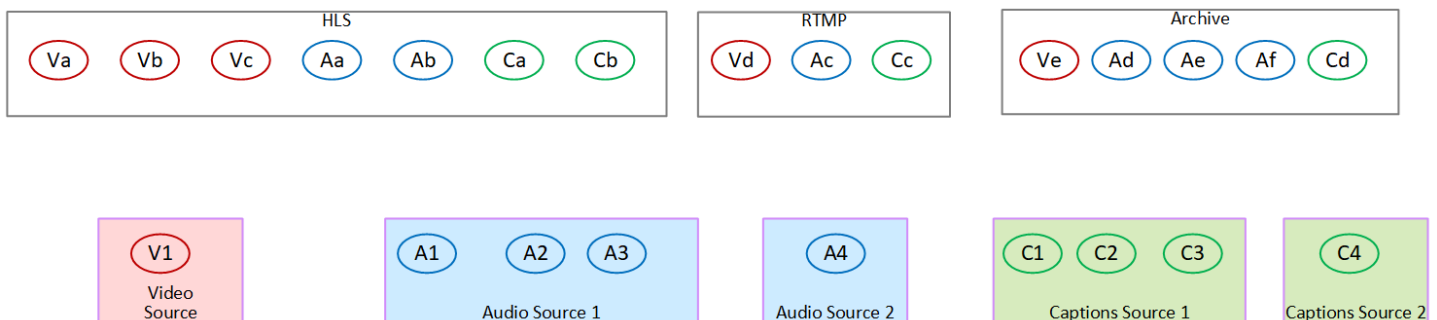 HLS
Va Vb Vc Aa Ab Ca Cb
RTMP
Vd Ac Cc
Archive
Ve Ad Ae Af Cd
V1
Video
Source
A1 A2 A3
Audio Source 1
A4
Audio Source 2
C1 C2 C3
Captions Source 1
C4
Captions Source 2